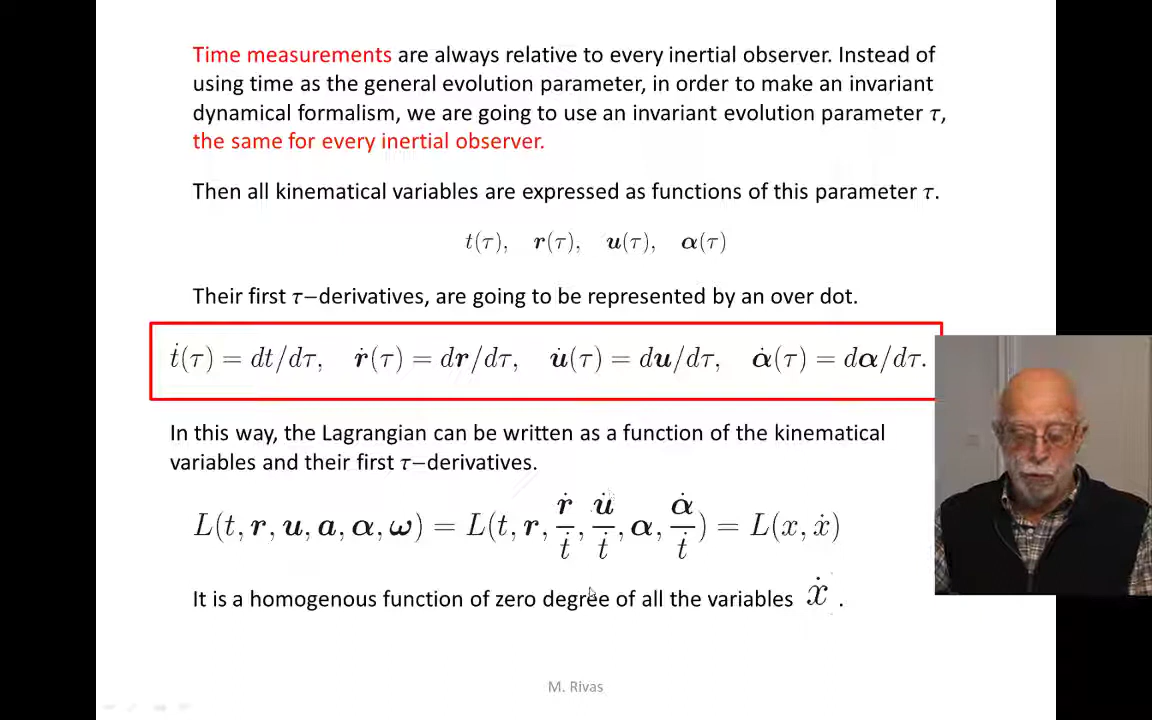 Time measurements are always relative to every inertial observer. Instead of
using time as the general evolution parameter, in order to make an invariant
dynamical formalism, we are going to use an invariant evolution parameter τ,
the same for every inertial observer.
Then all kinematical variables are expressed as functions of this parameter τ.
t(τ), r(τ), u(τ), α(τ)
Their first τ−derivatives, are going to be represented by an over dot.
ṫ(τ) = dt/dτ, ṙ(τ) = dr/dτ, u̇(τ) = du/dτ, α̇(τ) = dα/dτ.
In this way, the Lagrangian can be written as a function of the kinematical
variables and their first τ−derivatives.
L(t, r, u, a, α, ω) = L(t, r, ṙ/ṫ, u̇/ṫ, α, α̇/ṫ) = L(x, ẋ)
It is a homogenous function of zero degree of all the variables ẋ .
M. Rivas